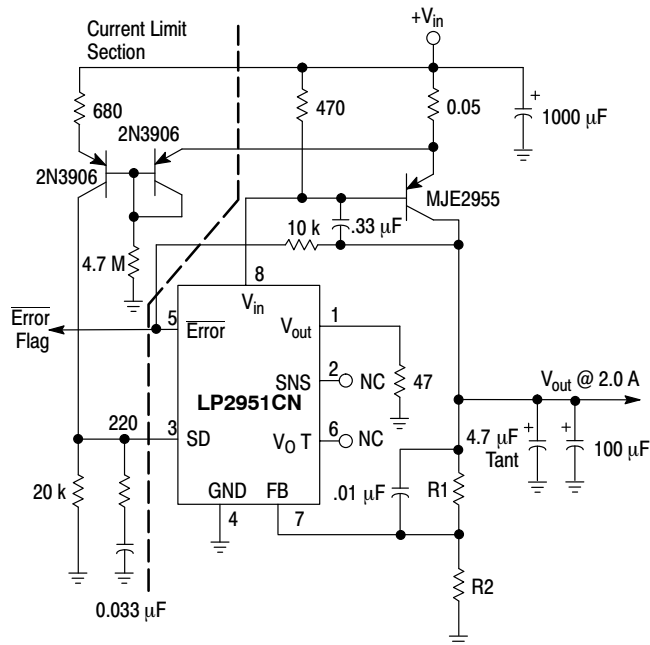 Current Limit
Section
+Vin
680
470
0.05
1000 µF
2N3906
2N3906
MJE2955
10 k
.33 µF
4.7 M
8
Vin
Error
Flag
5
Error
Vout
1
SNS
2
NC
47
LP2951CN
Vout @ 2.0 A
220
3
SD
VO T
6
NC
4.7 µF
Tant
100 µF
20 k
GND
FB
.01 µF
R1
4
7
R2
0.033 µF